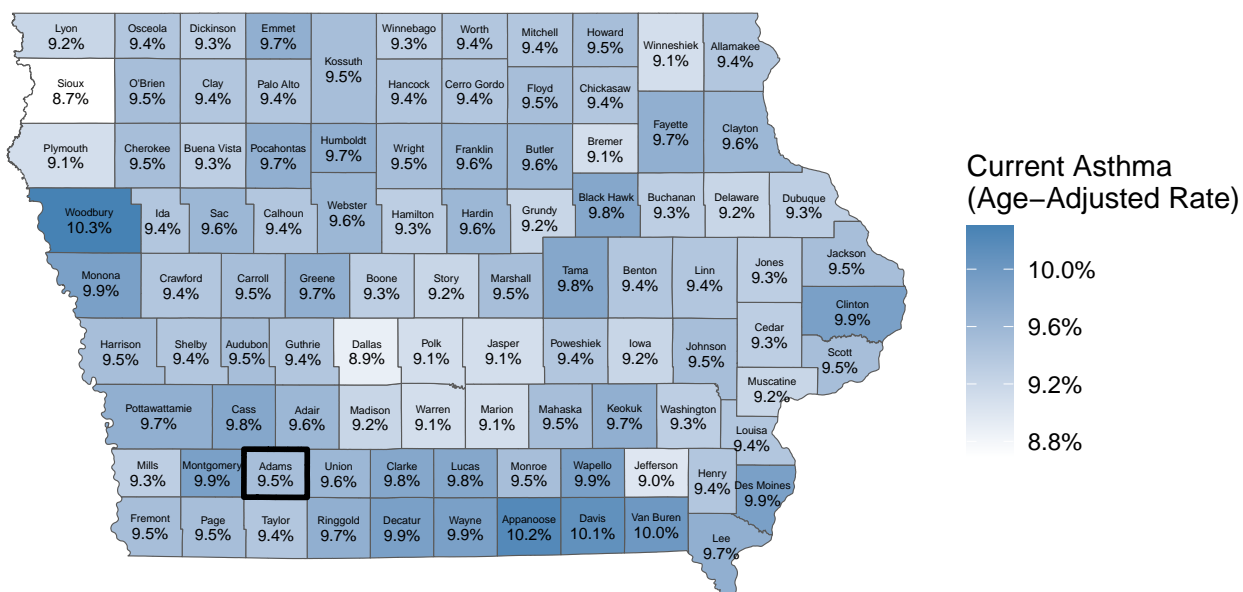 Lyon
9.2%
Osceola
9.4%
Dickinson
9.3%
Emmet
9.7%
Kossuth
9.5%
Winnebago
9.3%
Worth
9.4%
Mitchell
9.4%
Howard
9.5%
Winneshiek
9.1%
Allamakee
9.4%
Sioux
8.7%
O'Brien
9.5%
Clay
9.4%
Palo Alto
9.4%
Hancock
9.4%
Cerro Gordo
9.4%
Floyd
9.5%
Chickasaw
9.4%
Fayette
9.7%
Clayton
9.6%
Plymouth
9.1%
Cherokee
9.5%
Buena Vista
9.3%
Pocahontas
9.7%
Humboldt
9.7%
Wright
9.5%
Franklin
9.6%
Butler
9.6%
Bremer
9.1%
Woodbury
10.3%
Ida
9.4%
Sac
9.6%
Calhoun
9.4%
Webster
9.6%
Hamilton
9.3%
Hardin
9.6%
Grundy
9.2%
Black Hawk
9.8%
Buchanan
9.3%
Delaware
9.2%
Dubuque
9.3%
Monona
9.9%
Crawford
9.4%
Carroll
9.5%
Greene
9.7%
Boone
9.3%
Story
9.2%
Marshall
9.5%
Tama
9.8%
Benton
9.4%
Linn
9.4%
Jones
9.3%
Jackson
9.5%
Clinton
9.9%
Harrison
9.5%
Shelby
9.4%
Audubon
9.5%
Guthrie
9.4%
Dallas
8.9%
Polk
9.1%
Jasper
9.1%
Poweshiek
9.4%
Iowa
9.2%
Johnson
9.5%
Cedar
9.3%
Scott
9.5%
Muscatine
9.2%
Pottawattamie
9.7%
Cass
9.8%
Adair
9.6%
Madison
9.2%
Warren
9.1%
Marion
9.1%
Mahaska
9.5%
Keokuk
9.7%
Washington
9.3%
Louisa
9.4%
Mills
9.3%
Montgomery
9.9%
Adams
9.5%
Union
9.6%
Clarke
9.8%
Lucas
9.8%
Monroe
9.5%
Wapello
9.9%
Jefferson
9.0%
Henry
9.4%
Des Moines
9.9%
Fremont
9.5%
Page
9.5%
Taylor
9.4%
Ringgold
9.7%
Decatur
9.9%
Wayne
9.9%
Appanoose
10.2%
Davis
10.1%
Van Buren
10.0%
Lee
9.7%
Current Asthma
(Age−Adjusted Rate)
10.0%
9.6%
9.2%
8.8%